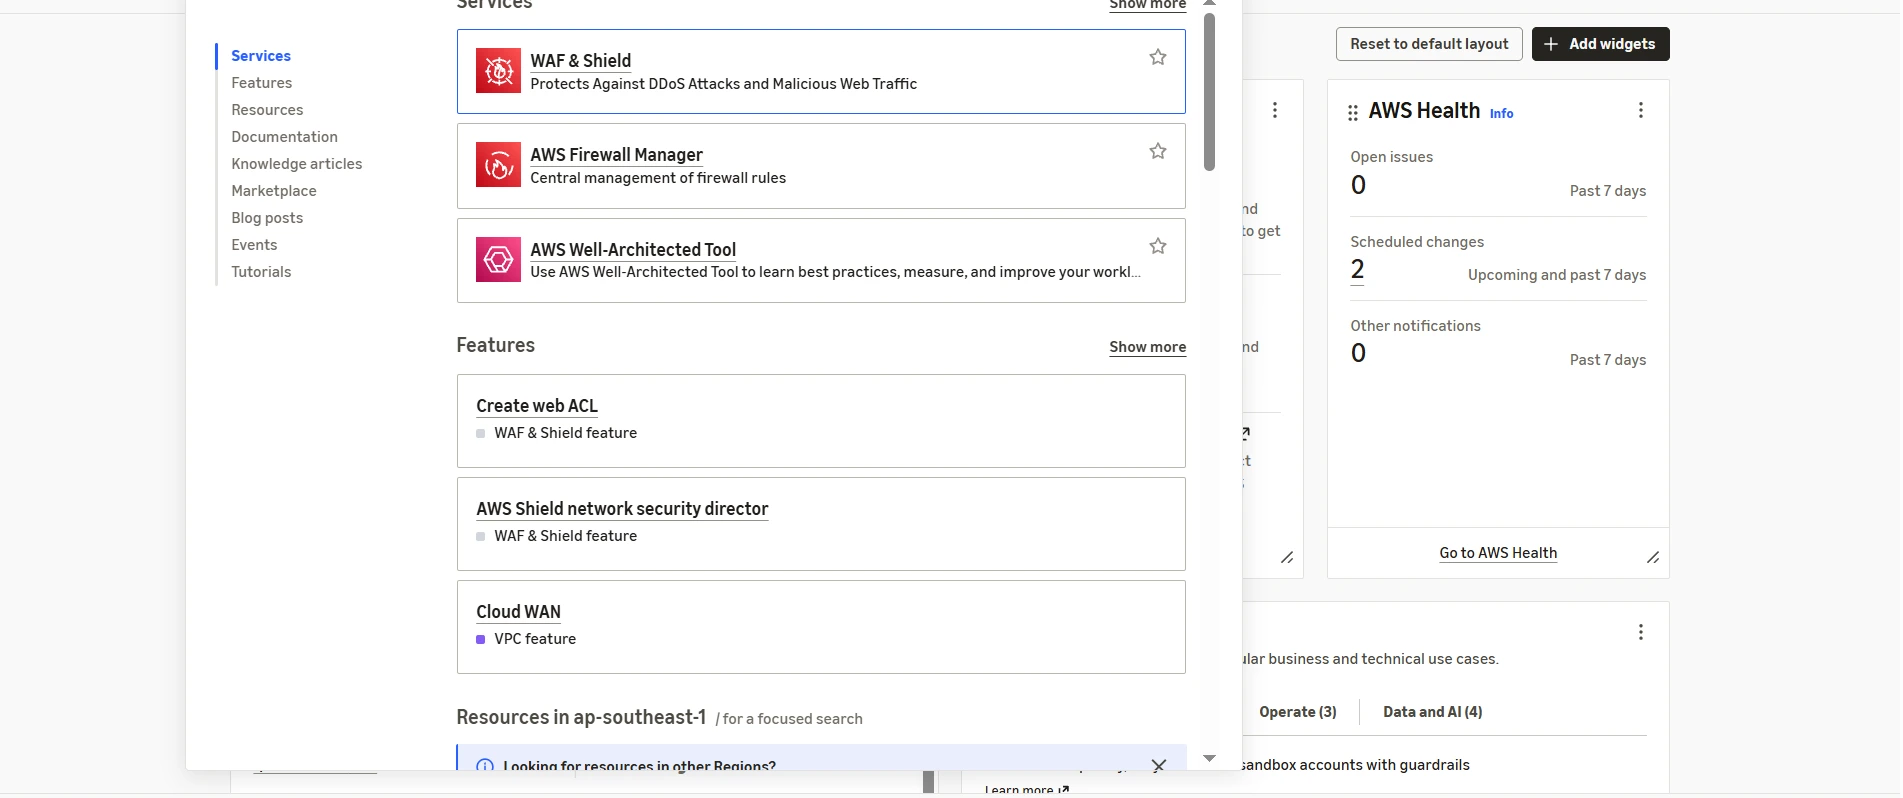 Services
Show more
Services
Features
Resources
Documentation
Knowledge articles
Marketplace
Blog posts
Events
Tutorials
WAF & Shield
Protects Against DDoS Attacks and Malicious Web Traffic
AWS Firewall Manager
Central management of firewall rules
AWS Well-Architected Tool
Use AWS Well-Architected Tool to learn best practices, measure, and improve your workl...
Features
Show more
Create web ACL
WAF & Shield feature
AWS Shield network security director
WAF & Shield feature
Cloud WAN
VPC feature
Resources in ap-southeast-1 / for a focused search
Looking for resources in other Regions?
Reset to default layout
Add widgets
nd
to get
nd
AWS Health Info
Open issues
0
Past 7 days
Scheduled changes
2
Upcoming and past 7 days
Other notifications
0
Past 7 days
Go to AWS Health
ular business and technical use cases.
Operate (3)
Data and AI (4)
sandbox accounts with guardrails
Learn more